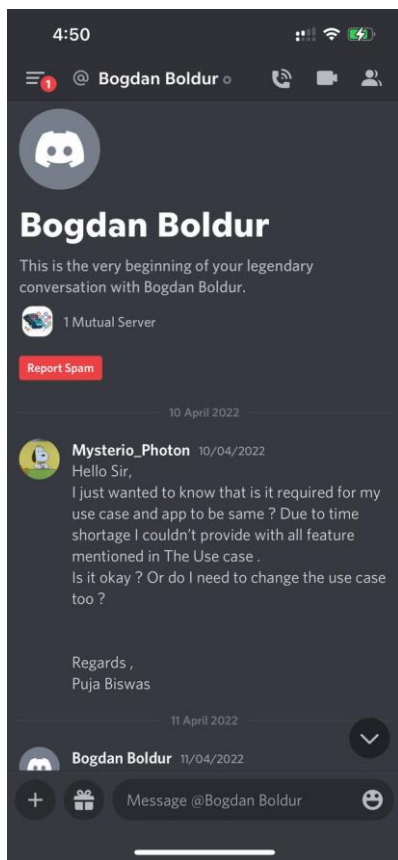 4:50
1
@ Bogdan Boldur
Bogdan Boldur
This is the very beginning of your legendary
conversation with Bogdan Boldur.
1 Mutual Server
Report Spam
10 April 2022
Mysterio_Photon 10/04/2022
Hello Sir,
I just wanted to know that is it required for my
use case and app to be same ? Due to time
shortage I couldn't provide with all feature
mentioned in The Use case .
Is it okay ? Or do I need to change the use case
too ?
Regards ,
Puja Biswas
11 April 2022
Bogdan Boldur 11/04/2022
Message @Bogdan Boldur